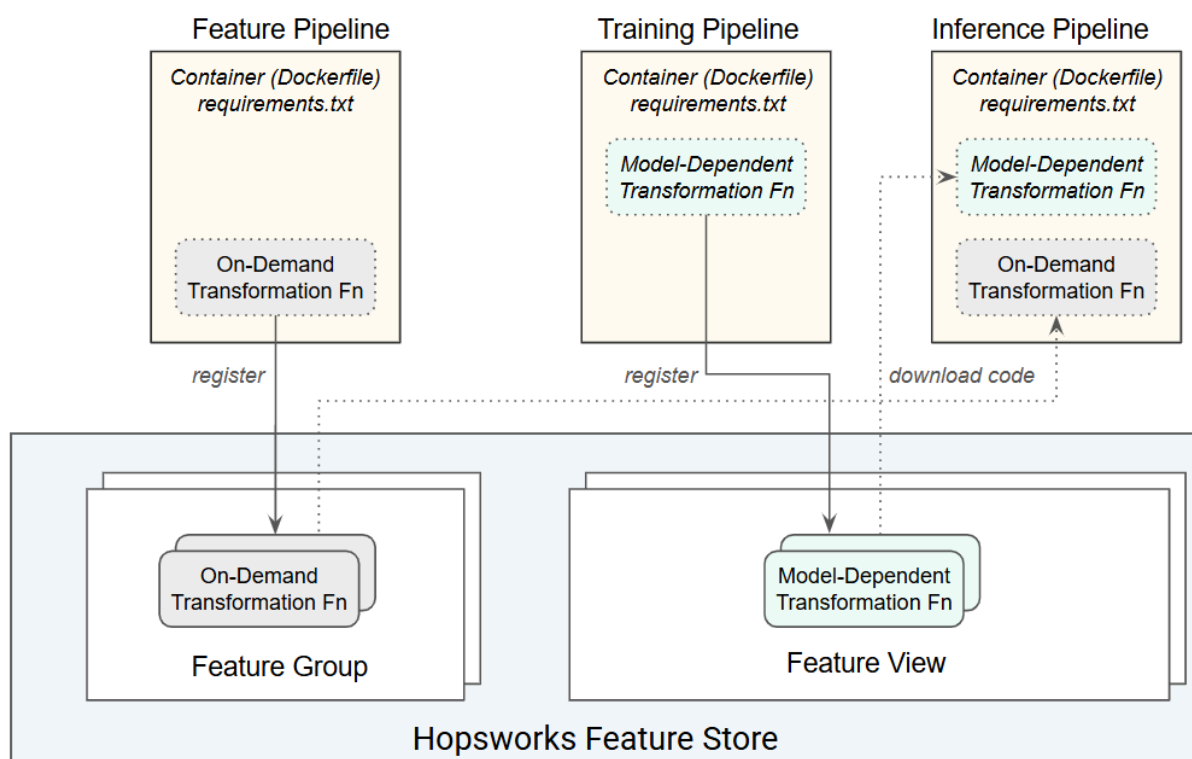 Feature Pipeline
Training Pipeline
Inference Pipeline
Container (Dockerfile)
requirements.txt
Container (Dockerfile)
requirements.txt
Container (Dockerfile)
requirements.txt
Model-Dependent
Transformation Fn
Model-Dependent
Transformation Fn
On-Demand
Transformation Fn
On-Demand
Transformation Fn
register
register
download code
On-Demand
Transformation Fn
Model-Dependent
Transformation Fn
Feature Group
Feature View
Hopsworks Feature Store